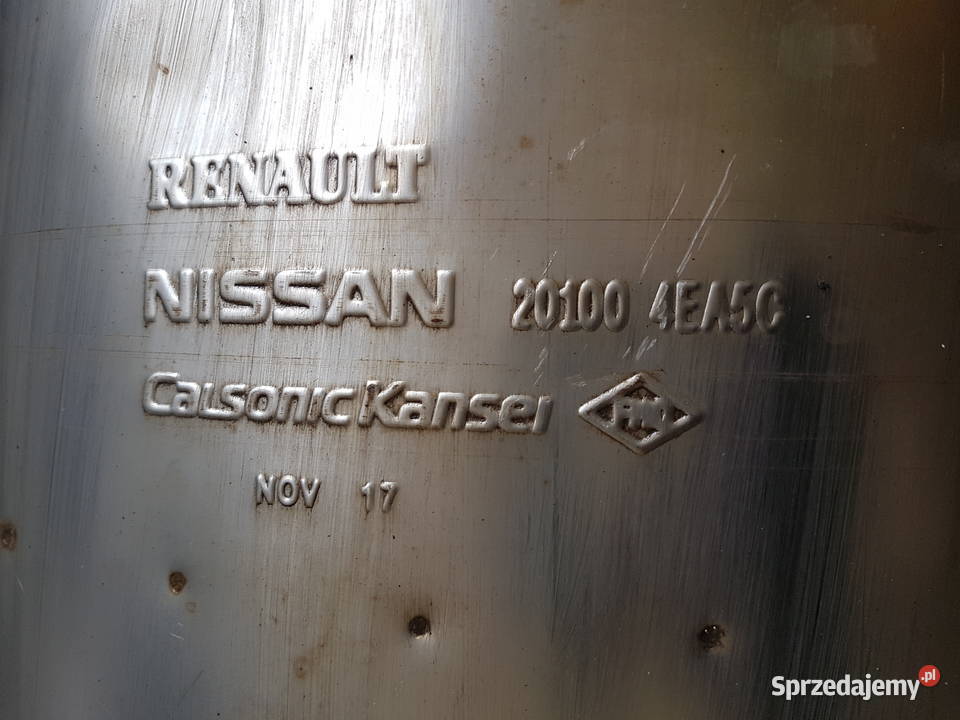 RENAULT
NISSAN 20100 4EA5C
CalsonicKansei
NOV 17
Sprzedajemy.pl